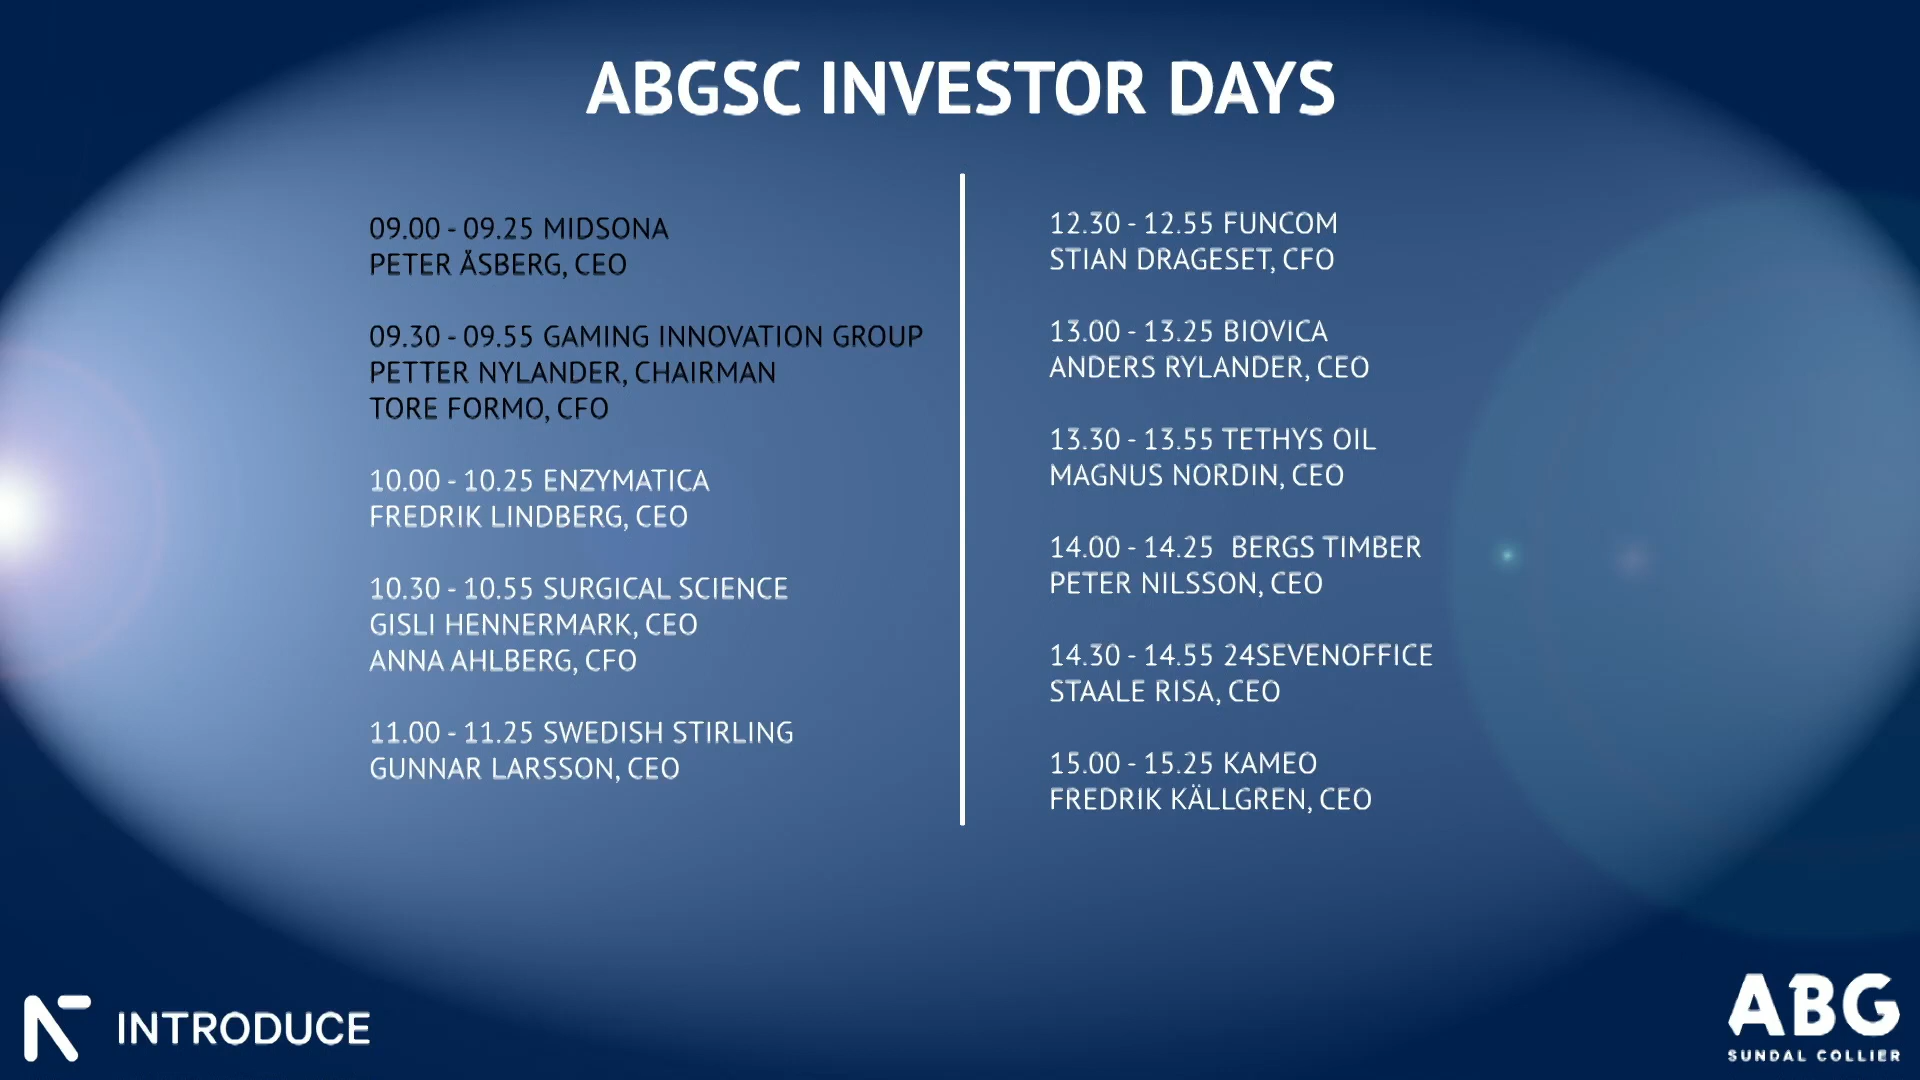 ABGSC INVESTOR DAYS
09.00 - 09.25 MIDSONA
PETER ÅSBERG, CEO
09.30 - 09.55 GAMING INNOVATION GROUP
PETTER NYLANDER, CHAIRMAN
TORE FORMO, CFO
10.00 - 10.25 ENZYMATICA
FREDRIK LINDBERG, CEO
10.30 - 10.55 SURGICAL SCIENCE
GISLI HENNERMARK, CEO
ANNA AHLBERG, CFO
11.00 - 11.25 SWEDISH STIRLING
GUNNAR LARSSON, CEO
12.30 - 12.55 FUNCOM
STIAN DRAGESET, CFO
13.00 - 13.25 BIOVICA
ANDERS RYLANDER, CEO
13.30 - 13.55 TETHYS OIL
MAGNUS NORDIN, CEO
14.00 - 14.25  BERGS TIMBER
PETER NILSSON, CEO
14.30 - 14.55 24SEVENOFFICE
STAALE RISA, CEO
15.00 - 15.25 KAMEO
FREDRIK KÄLLGREN, CEO
INTRODUCE
ABG
SUNDAL COLLIER